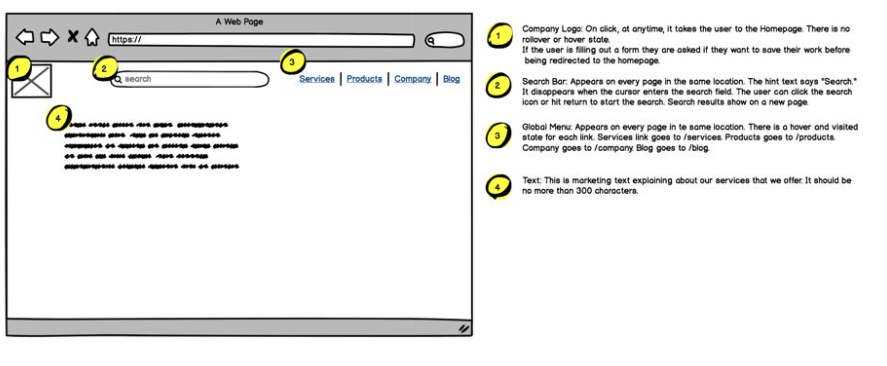 A Web Page
https://
1
2
search
3
Services | Products | Company | Blog
4
1
Company Logo: On click, at anytime, it takes the user to the Homepage. There is no
rollover or hover state.
If the user is filling out a form they are asked if they want to save their work before
being redirected to the homepage.
2
Search Bar: Appears on every page in the same location. The hint text says "Search."
It disappears when the cursor enters the search field. The user can click the search
icon or hit return to start the search. Search results show on a new page.
3
Global Menu: Appears on every page in te same location. There is a hover and visited
state for each link. Services link goes to /services. Products goes to /products.
Company goes to /company. Blog goes to /blog.
4
Text: This is marketing text explaining about our services that we offer. It should be
no more than 300 characters.